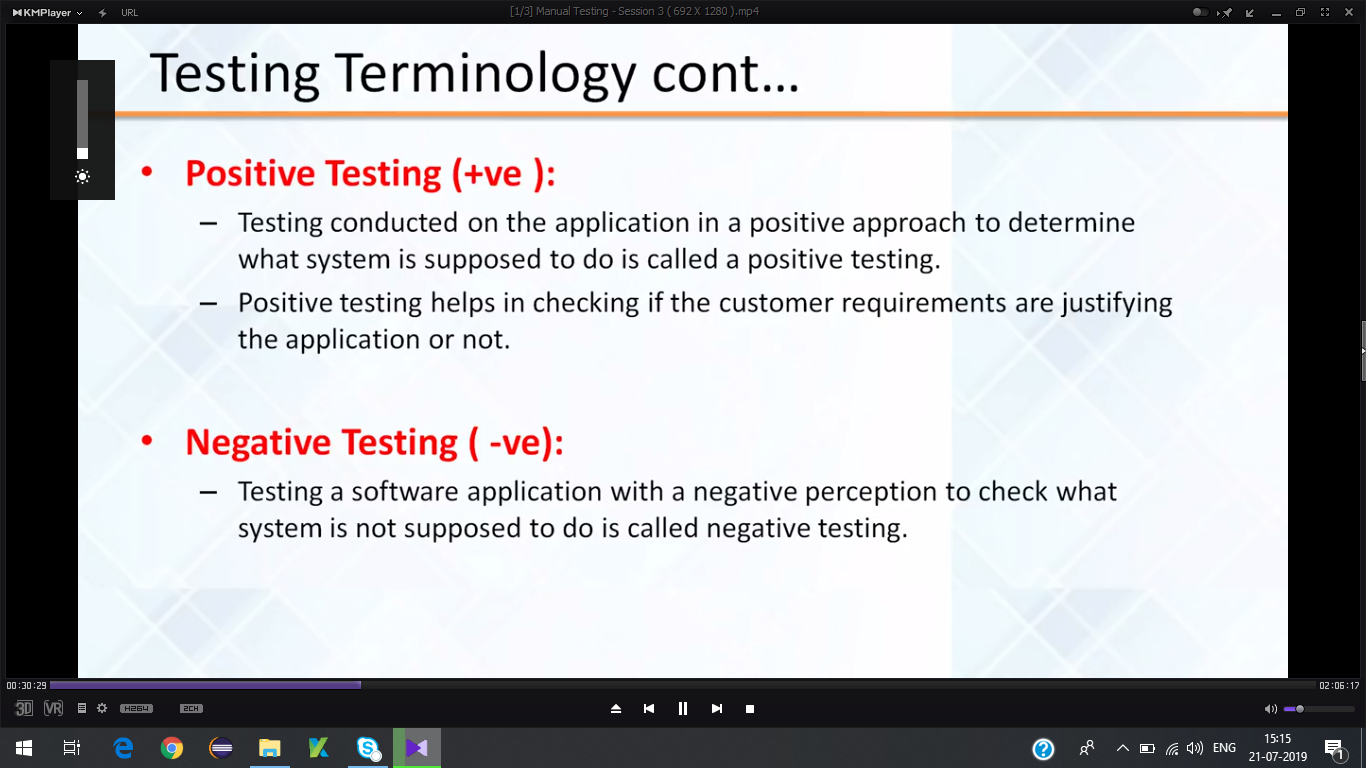 KMPlayer
URL
[1/3] Manual Testing - Session 3 ( 692 X 1280 ).mp4
Testing Terminology cont...
• Positive Testing (+ve ):
– Testing conducted on the application in a positive approach to determine
what system is supposed to do is called a positive testing.
– Positive testing helps in checking if the customer requirements are justifying
the application or not.
• Negative Testing ( -ve):
– Testing a software application with a negative perception to check what
system is not supposed to do is called negative testing.
00:30:29
02:06:17
3D VR H264 2CH
ENG
15:15
21-07-2019
1